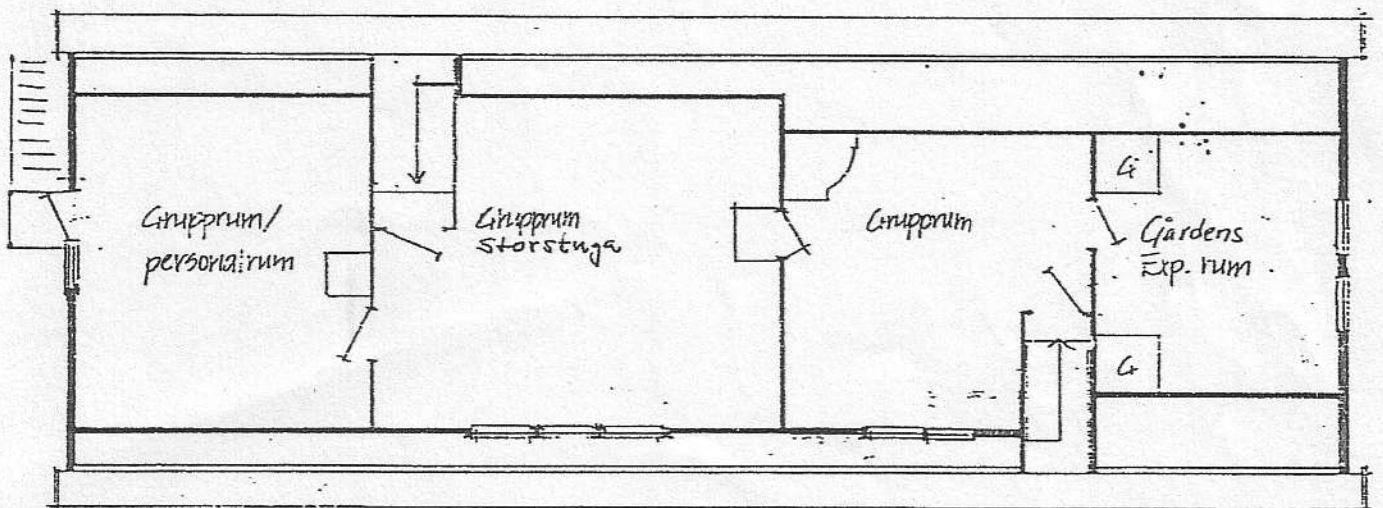 Grupprum/
personalrum
Grupprum
Storstuga
Grupprum
G
Gårdens
Exp. rum.
G